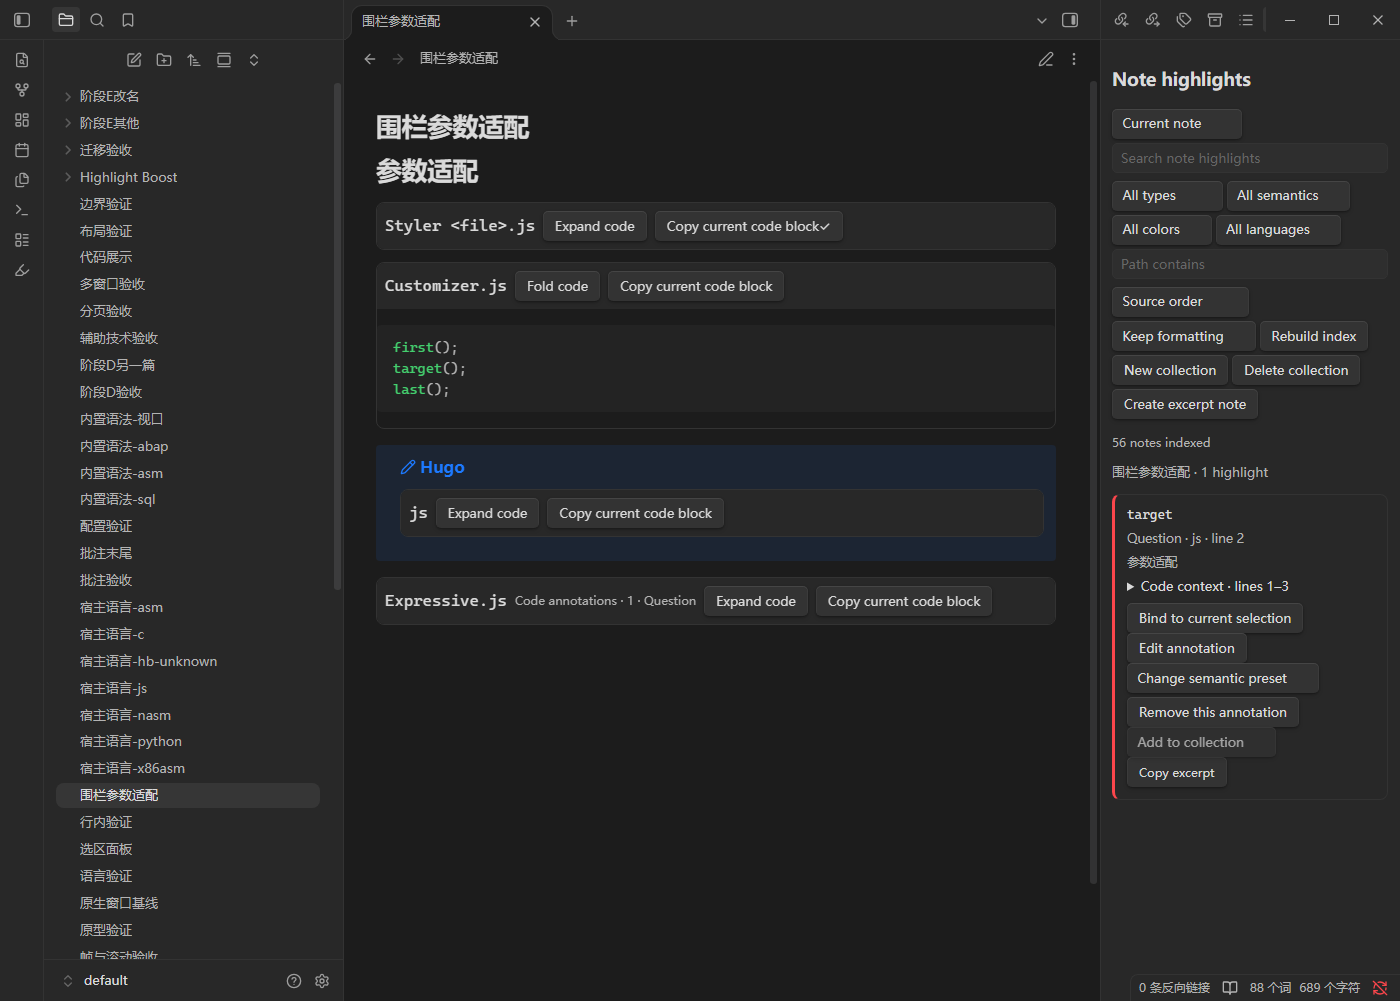 围栏参数适配
围栏参数适配
阶段E改名
阶段E其他
迁移验收
Highlight Boost
边界验证
布局验证
代码展示
多窗口验收
分页验收
辅助技术验收
阶段D另一篇
阶段D验收
内置语法-视口
内置语法-abap
内置语法-asm
内置语法-sql
配置验证
批注末尾
批注验收
宿主语言-asm
宿主语言-c
宿主语言-hb-unknown
宿主语言-js
宿主语言-nasm
宿主语言-python
宿主语言-x86asm
围栏参数适配
行内验证
选区面板
语言验证
原生窗口基线
原型验证
帧与滚动验收
default
围栏参数适配
参数适配
Styler <file>.js Expand code Copy current code block✓
Customizer.js Fold code Copy current code block
first();
target();
last();
Hugo
js Expand code Copy current code block
Expressive.js Code annotations · 1 · Question Expand code Copy current code block
Note highlights
Current note
Search note highlights
All types All semantics
All colors All languages
Path contains
Source order
Keep formatting Rebuild index
New collection Delete collection
Create excerpt note
56 notes indexed
围栏参数适配 · 1 highlight
target
Question · js · line 2
参数适配
Code context · lines 1–3
Bind to current selection
Edit annotation
Change semantic preset
Remove this annotation
Add to collection
Copy excerpt
0 条反向链接 88 个词 689 个字符